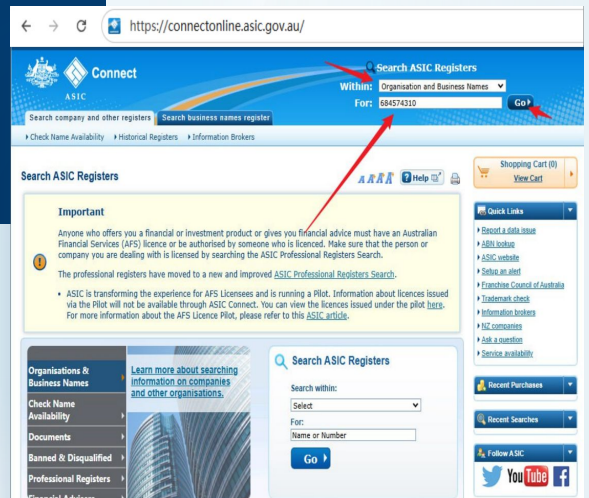 https://connectonline.asic.gov.au/
Connect
ASIC
Search ASIC Registers
Within: Organisation and Business Names
For: 684574310
Go
Search company and other registers
Search business names register
Check Name Availability
Historical Registers
Information Brokers
Search ASIC Registers
A A A A
Help
Shopping Cart (0)
View Cart
Important
Anyone who offers you a financial or investment product or gives you financial advice must have an Australian
Financial Services (AFS) licence or be authorised by someone who is licenced. Make sure that the person or
company you are dealing with is licensed by searching the ASIC Professional Registers Search.
The professional registers have moved to a new and improved ASIC Professional Registers Search.
• ASIC is transforming the experience for AFS Licensees and is running a Pilot. Information about licences issued
via the Pilot will not be available through ASIC Connect. You can view the licences issued under the pilot here.
For more information about the AFS Licence Pilot, please refer to this ASIC article.
Quick Links
Report a data issue
ABN lookup
ASIC website
Setup an alert
Franchise Council of Australia
Trademark check
Information brokers
NZ companies
Ask a question
Service availability
Organisations &
Business Names
Check Name
Availability
Documents
Banned & Disqualified
Professional Registers
Financial Advisers
Learn more about searching
information on companies
and other organisations.
Search ASIC Registers
Search within:
Select
For:
Name or Number
Go
Recent Purchases
Recent Searches
Follow ASIC
You Tube
f